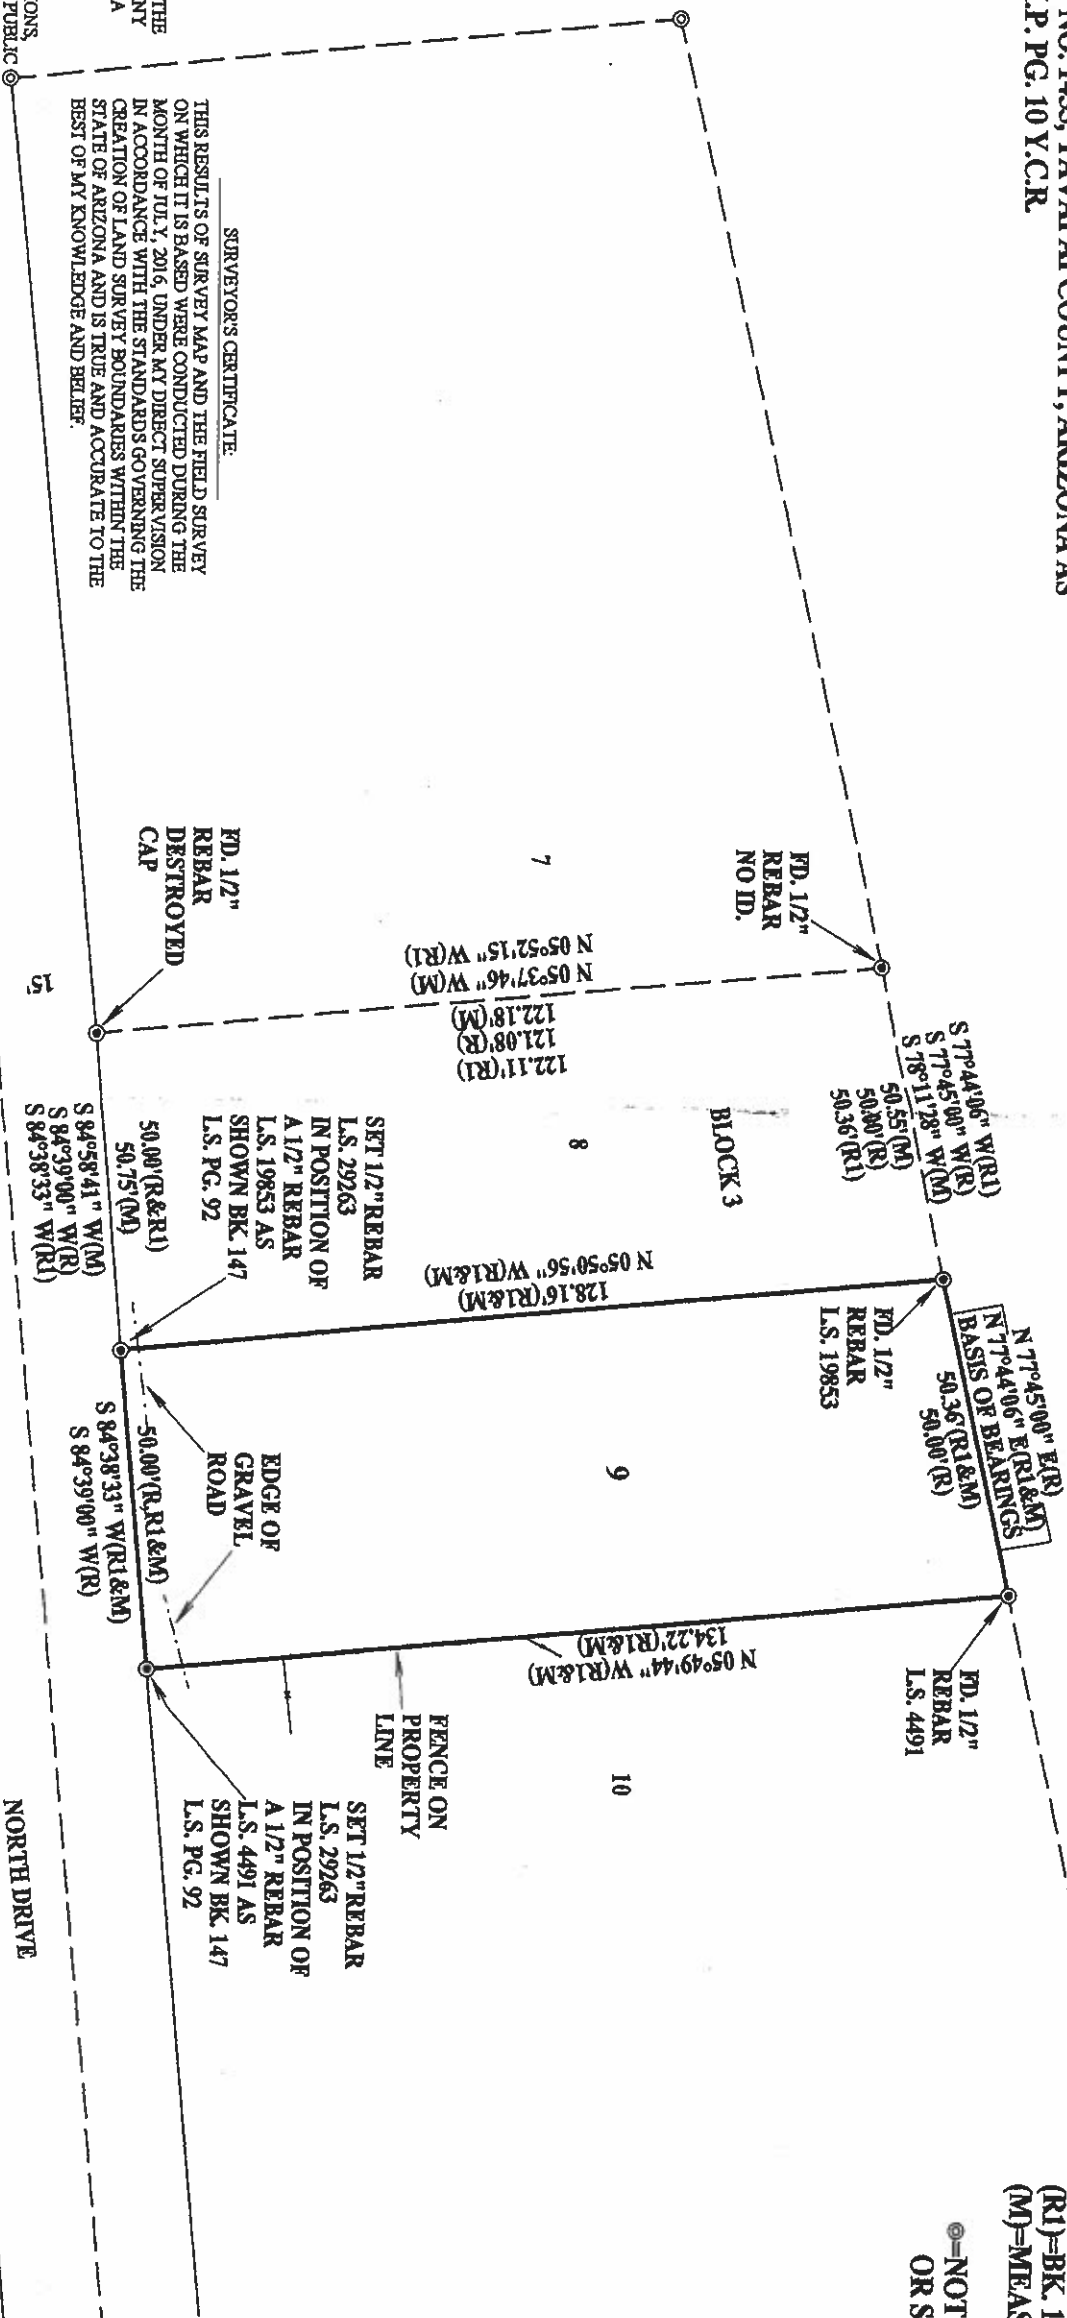 NO. 1455, YAVAPAI COUNTY, ARIZONA AS
P. PG. 10 Y.C.R.
(R1)=BK. 1
(M)=MEAS
=NOT
OR S
THE
NY
A
ONS,
PUBLIC
SURVEYOR'S CERTIFICATE:
THIS RESULTS OF SURVEY MAP AND THE FIELD SURVEY
ON WHICH IT IS BASED WERE CONDUCTED DURING THE
MONTH OF JULY, 2016, UNDER MY DIRECT SUPERVISION
IN ACCORDANCE WITH THE STANDARDS GOVERNING THE
CREATION OF LAND SURVEY BOUNDARIES WITHIN THE
STATE OF ARIZONA AND IS TRUE AND ACCURATE TO THE
BEST OF MY KNOWLEDGE AND BELIEF.
FD. 1/2"
REBAR
NO ID.
7
FD. 1/2"
REBAR
DESTROYED
CAP
15'
N 05°52'15" W(R1)
N 05°37'46" W(M)
122.18'(M)
121.08'(R)
122.11'(R1)
S 77°44'06" W(R1)
S 77°45'00" W(R)
S 78°11'28" W(M)
50.55'(M)
50.00'(R)
50.36'(R1)
BLOCK 3
8
SET 1/2"REBAR
L.S. 29263
IN POSITION OF
A 1/2" REBAR
L.S. 19853 AS
SHOWN BK. 147
L.S. PG. 92
50.00'(R&R1)
50.75'(M)
S 84°58'41" W(M)
S 84°39'00" W(R)
S 84°38'33" W(R1)
N 05°50'56" W(R1&M)
128.16'(R1&M)
N 77°45'00" E(R)
N 77°44'06" E(R1&M)
BASIS OF BEARINGS
50.36'(R1&M)
50.00'(R)
FD. 1/2"
REBAR
L.S. 19853
9
EDGE OF
GRAVEL
ROAD
50.00'(R,R1&M)
S 84°38'33" W(R1&M)
S 84°39'00" W(R)
134.22'(R1&M)
N 05°49'44" W(R1&M)
FD. 1/2"
REBAR
L.S. 4491
10
FENCE ON
PROPERTY
LINE
SET 1/2"REBAR
L.S. 29263
IN POSITION OF
A 1/2" REBAR
L.S. 4491 AS
SHOWN BK. 147
L.S. PG. 92
NORTH DRIVE